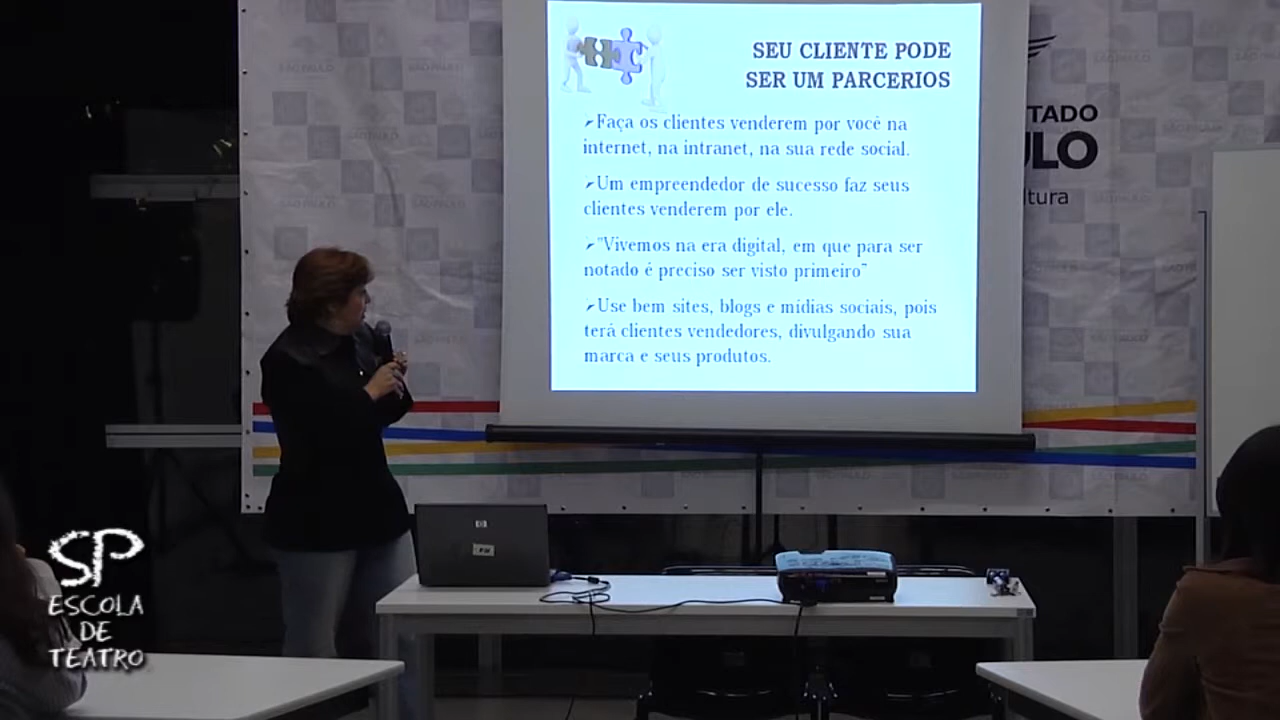 SEU CLIENTE PODE
SER UM PARCERIOS
➢Faça os clientes venderem por você na
internet, na intranet, na sua rede social.
➢Um empreendedor de sucesso faz seus
clientes venderem por ele.
➢"Vivemos na era digital, em que para ser
notado é preciso ser visto primeiro"
➢Use bem sites, blogs e mídias sociais, pois
terá clientes vendedores, divulgando sua
marca e seus produtos.
TADO
ULO
ltura
hp
SP
ESCOLA
DE
TEATRO